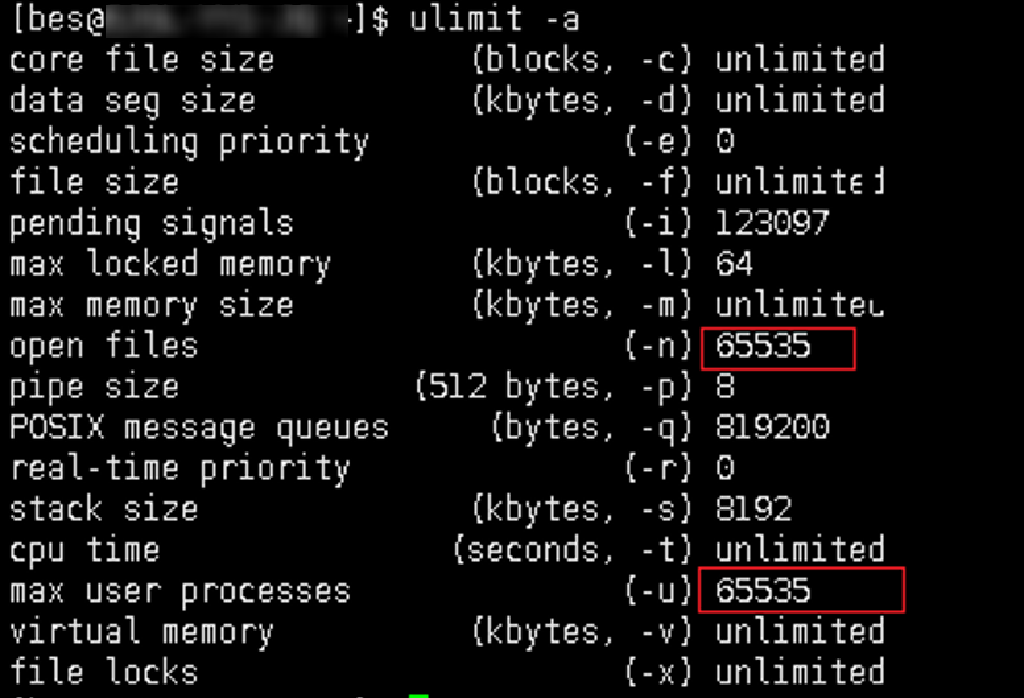 [bes@ ~]$ ulimit -a
core file size (blocks, -c) unlimited
data seg size (kbytes, -d) unlimited
scheduling priority (-e) 0
file size (blocks, -f) unlimited
pending signals (-i) 123097
max locked memory (kbytes, -l) 64
max memory size (kbytes, -m) unlimited
open files (-n) 65535
pipe size (512 bytes, -p) 8
POSIX message queues (bytes, -q) 819200
real-time priority (-r) 0
stack size (kbytes, -s) 8192
cpu time (seconds, -t) unlimited
max user processes (-u) 65535
virtual memory (kbytes, -v) unlimited
file locks (-x) unlimited